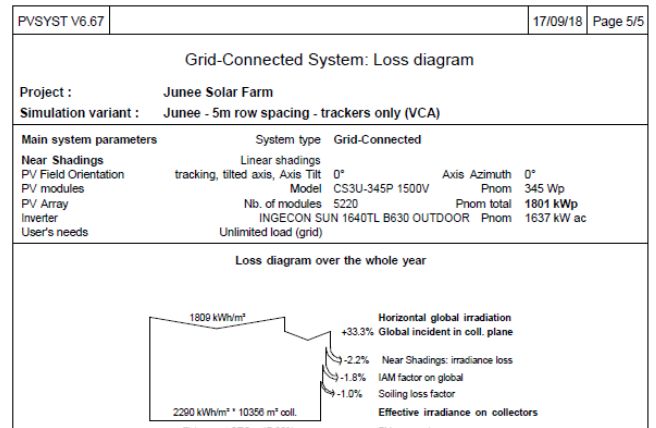 PVSYST V6.67 17/09/18 Page 5/5
Grid-Connected System: Loss diagram
Project : Junee Solar Farm
Simulation variant : Junee - 5m row spacing - trackers only (VCA)
Main system parameters System type Grid-Connected
Near Shadings Linear shadings
PV Field Orientation tracking, tilted axis, Axis Tilt 0° Axis Azimuth 0°
PV modules Model CS3U-345P 1500V Pnom 345 Wp
PV Array Nb. of modules 5220 Pnom total 1801 kWp
Inverter INGECON SUN 1640TL B630 OUTDOOR Pnom 1637 kW ac
User's needs Unlimited load (grid)
Loss diagram over the whole year
1809 kWh/m² Horizontal global irradiation
+33.3% Global incident in coll. plane
-2.2% Near Shadings: irradiance loss
-1.8% IAM factor on global
-1.0% Soiling loss factor
2290 kWh/m² * 10356 m² coll. Effective irradiance on collectors